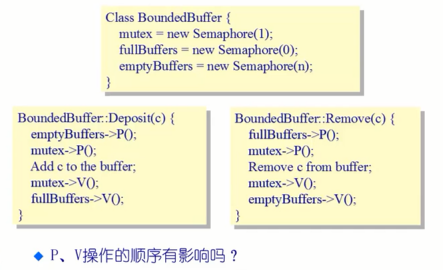 Class BoundedBuffer {
mutex = new Semaphore(1);
fullBuffers = new Semaphore(0);
emptyBuffers = new Semaphore(n);
}
BoundedBuffer::Deposit(c) {
emptyBuffers->P();
mutex->P();
Add c to the buffer;
mutex->V();
fullBuffers->V();
}
BoundedBuffer::Remove(c) {
fullBuffers->P();
mutex->P();
Remove c from buffer;
mutex->V();
emptyBuffers->V();
}
P、V操作的顺序有影响吗？